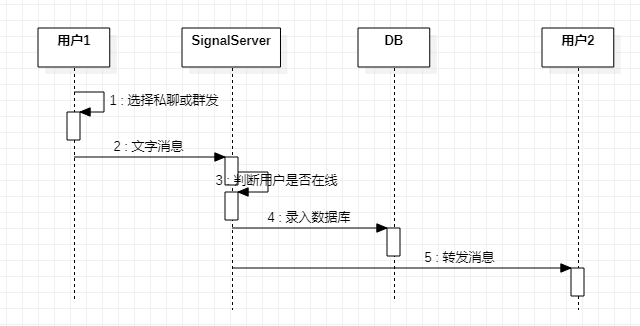 用户1
SignalServer
DB
用户2
1 : 选择私聊或群发
2 : 文字消息
3 : 判断用户是否在线
4 : 录入数据库
5 : 转发消息